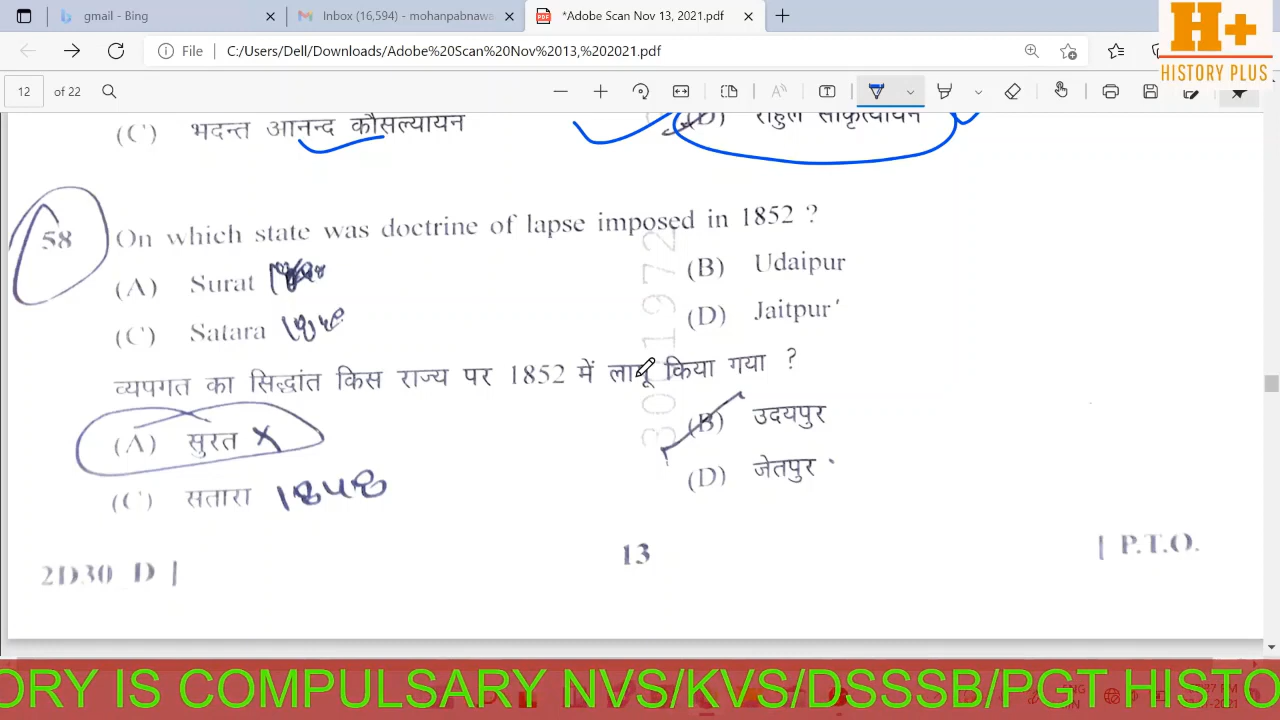 gmail - Bing
Inbox (16,594) - mohanpabnawa
*Adobe Scan Nov 13, 2021.pdf
H+
HISTORY PLUS
File
C:/Users/Dell/Downloads/Adobe%20Scan%20Nov%2013,%202021.pdf
12 of 22
(C) भदन्त आनन्द कौसल्यायन
(D) राहुल सांकृत्यायन
58 On which state was doctrine of lapse imposed in 1852 ?
(A) Surat
(B) Udaipur
(C) Satara 1848
(D) Jaitpur
व्यपगत का सिद्धांत किस राज्य पर 1852 में लागू किया गया ?
(A) सुरत
(B) उदयपुर
(C) सतारा 1848
(D) जेतपुर
2D30 D ]
13
[ P.T.O.
ORY IS COMPULSARY NVS/KVS/DSSSB/PGT HISTO